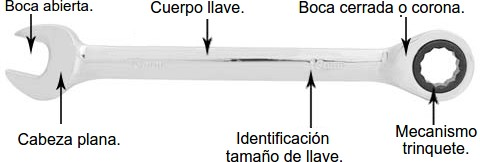 Boca abierta.
Cuerpo llave.
Boca cerrada o corona.
Cabeza plana.
Identificación
tamaño de llave.
Mecanismo
trinquete.